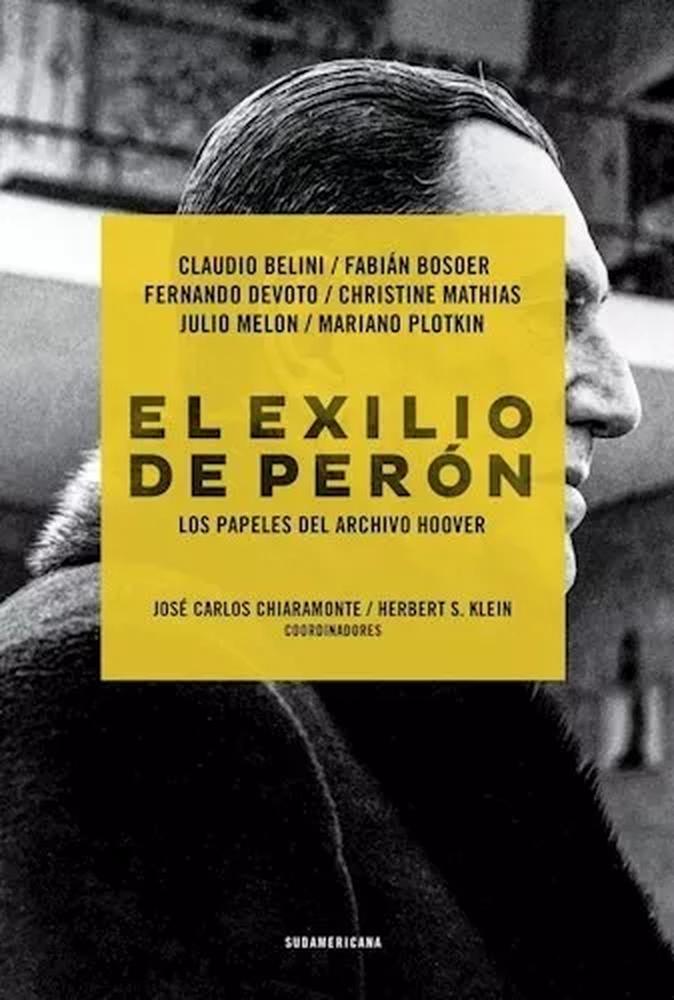 CLAUDIO BELINI / FABIÁN BOSOER
FERNANDO DEVOTO / CHRISTINE MATHIAS
JULIO MELON / MARIANO PLOTKIN
EL EXILIO
DE PERÓN
LOS PAPELES DEL ARCHIVO HOOVER
JOSÉ CARLOS CHIARAMONTE / HERBERT S. KLEIN
COORDINADORES
SUDAMERICANA